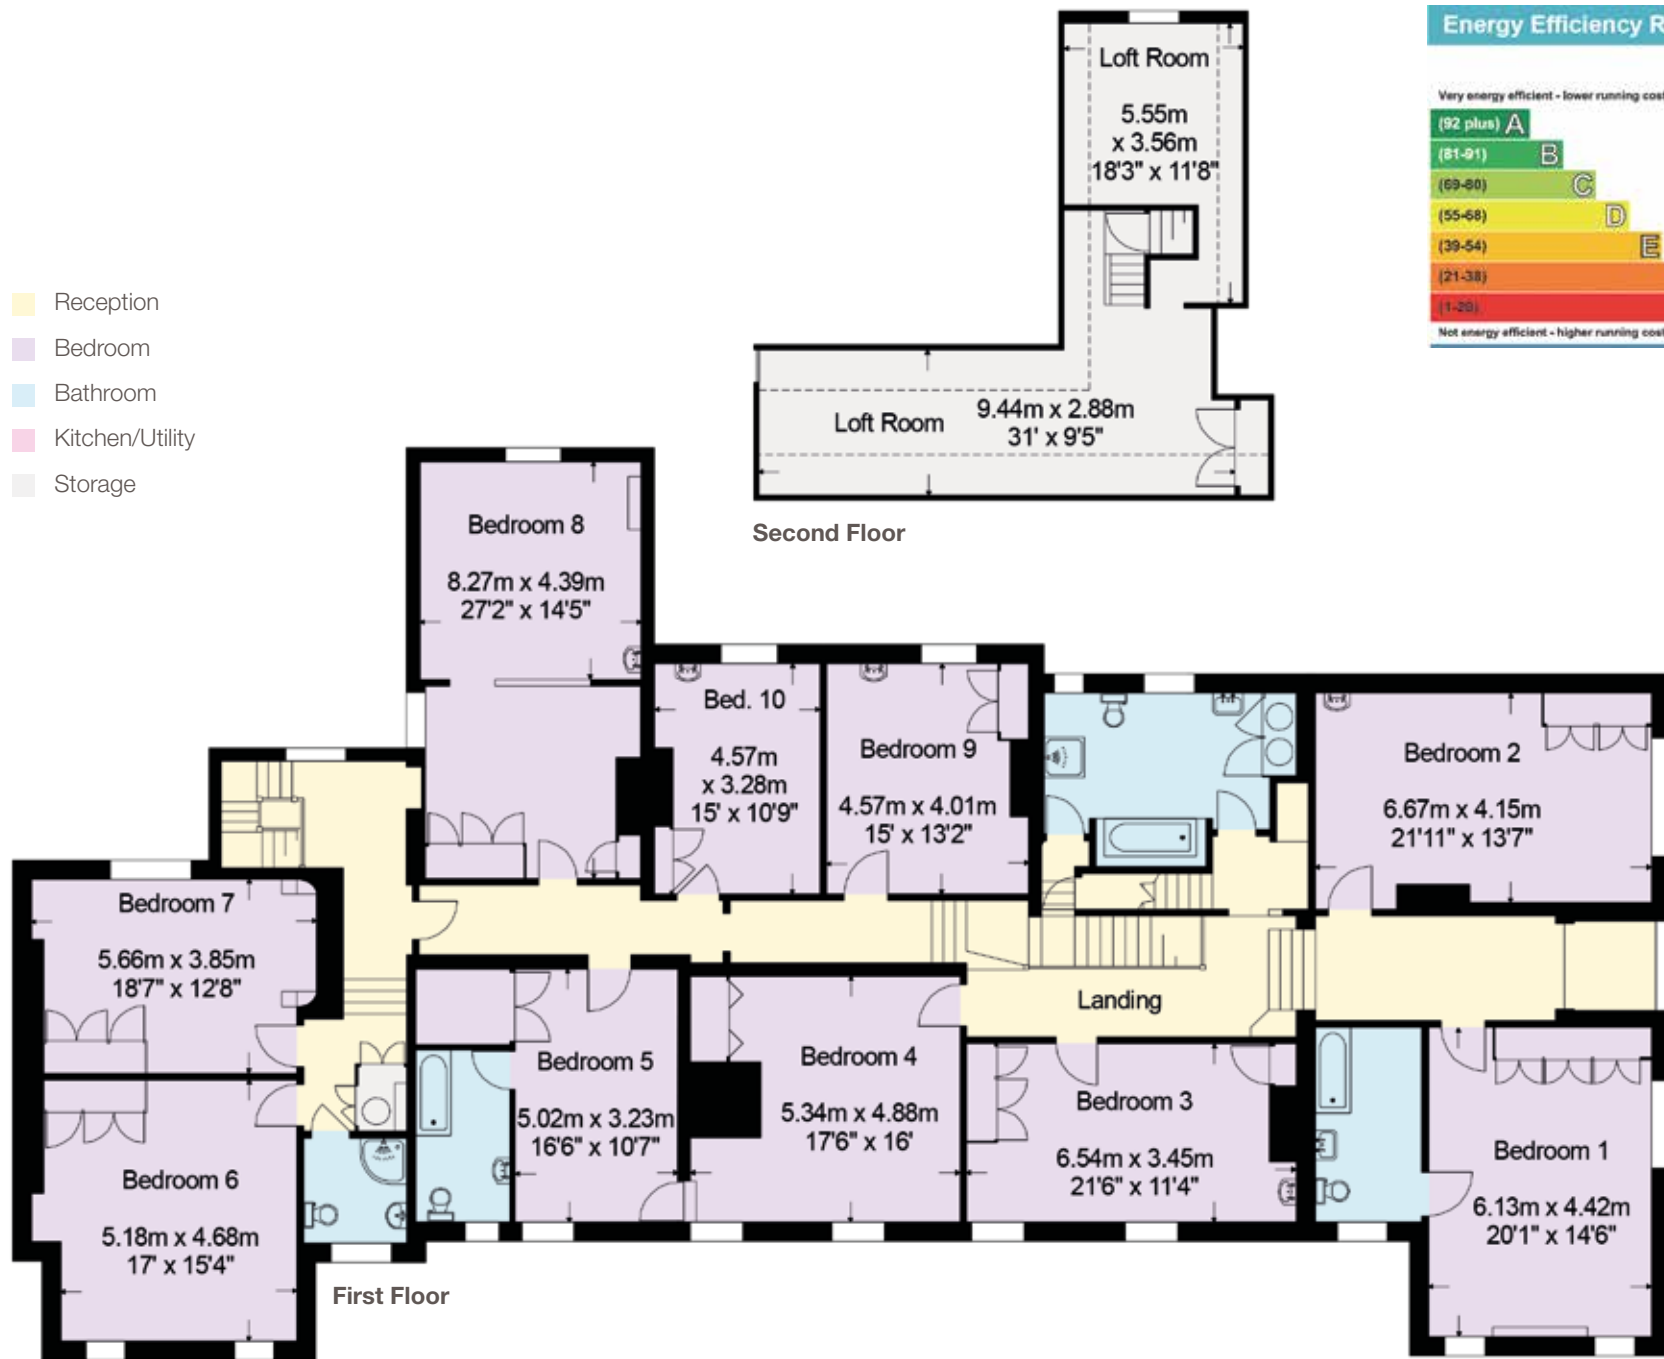 Energy Efficiency R
Very energy efficient - lower running cost
(92 plus) A
(81-91) B
(69-80) C
(55-68) D
(39-54) E
(21-38)
(1-20)
Not energy efficient - higher running cost
Loft Room
5.55m
x 3.56m
18'3" x 11'8"
Loft Room
9.44m x 2.88m
31' x 9'5"
Second Floor
Reception
Bedroom
Bathroom
Kitchen/Utility
Storage
Bedroom 8
8.27m x 4.39m
27'2" x 14'5"
Bed. 10
4.57m
x 3.28m
15' x 10'9"
Bedroom 9
4.57m x 4.01m
15' x 13'2"
Bedroom 2
6.67m x 4.15m
21'11" x 13'7"
Bedroom 7
5.66m x 3.85m
18'7" x 12'8"
Landing
Bedroom 5
5.02m x 3.23m
16'6" x 10'7"
Bedroom 4
5.34m x 4.88m
17'6" x 16'
Bedroom 3
6.54m x 3.45m
21'6" x 11'4"
Bedroom 1
6.13m x 4.42m
20'1" x 14'6"
Bedroom 6
5.18m x 4.68m
17' x 15'4"
First Floor